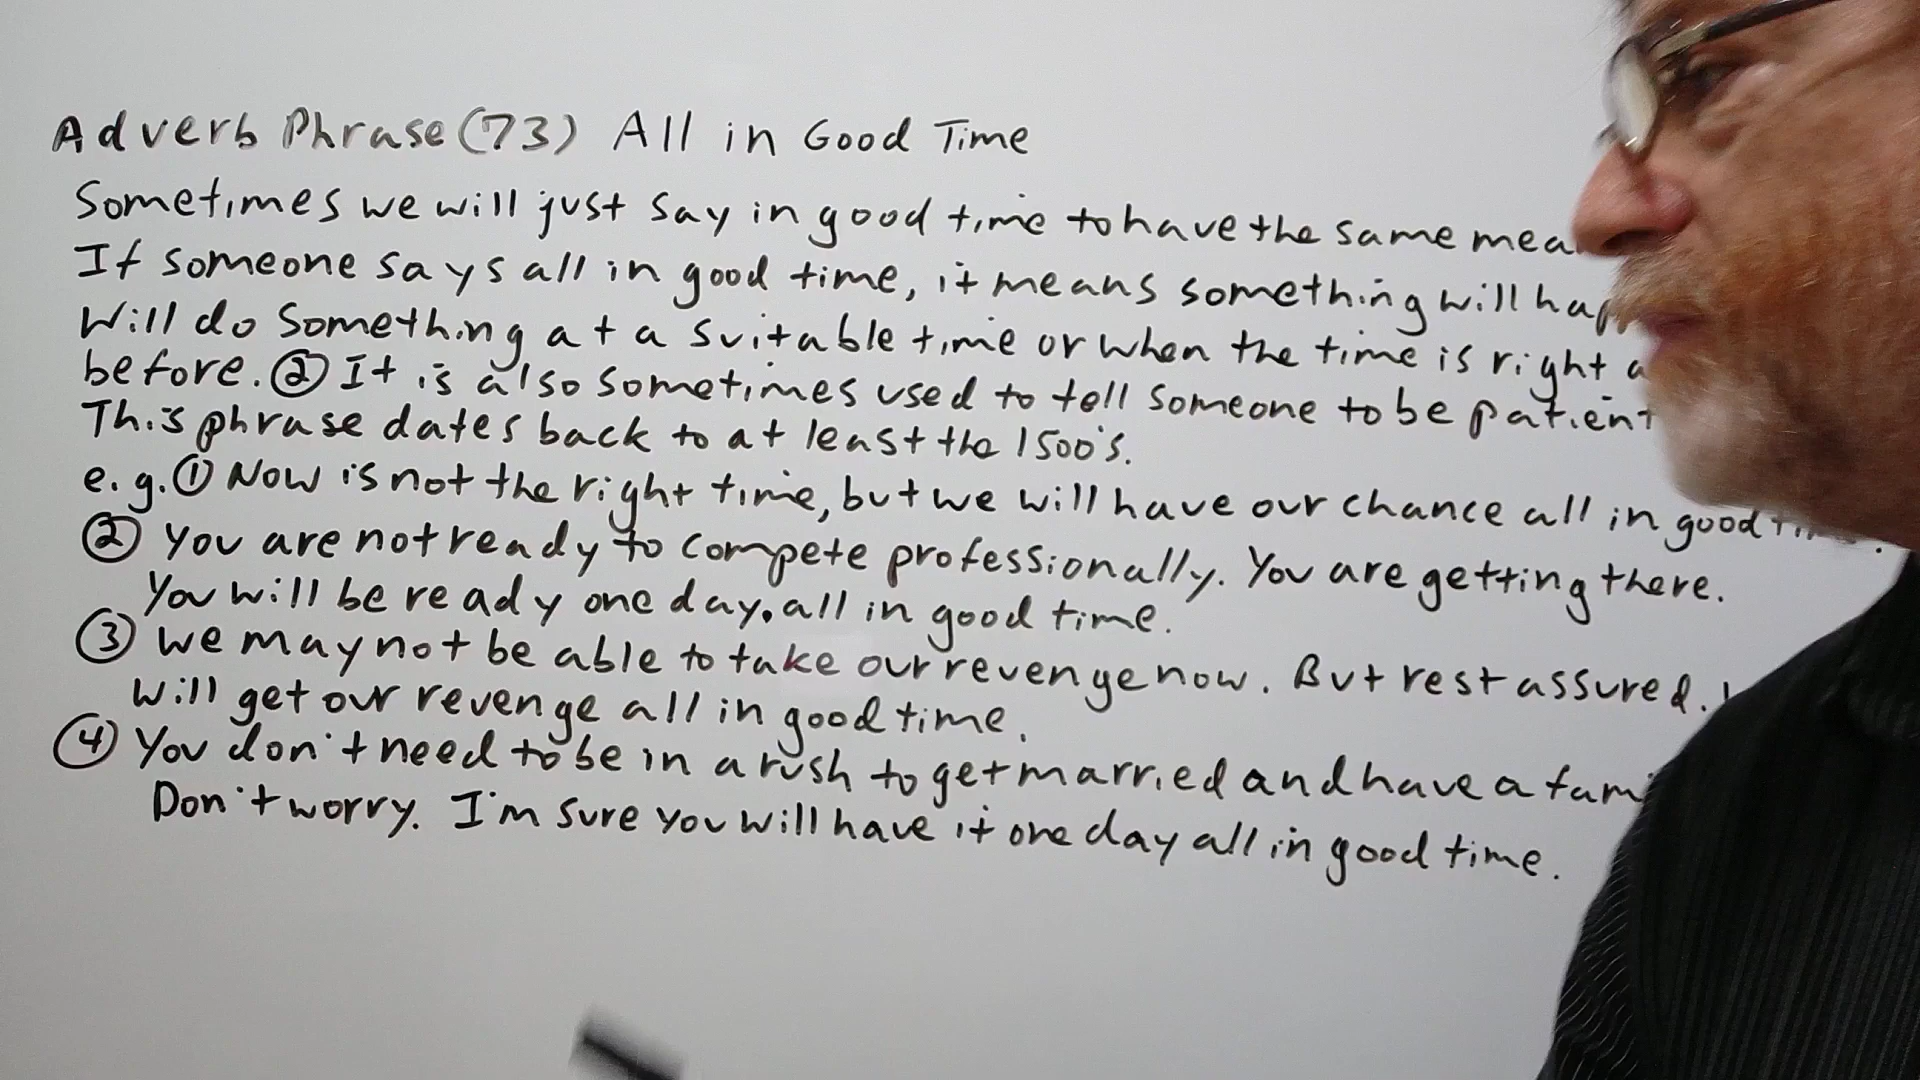 Adverb Phrase (73) All in Good Time
Sometimes we will just say in good time to have the same
If someone says all in good time, it means something will
Will do something at a suitable time or when the time is right
before. ② It is also sometimes used to tell someone to be patient
This phrase dates back to at least the 1500's.
e.g. ① Now is not the right time, but we will have our chance all in good
② You are not ready to compete professionally. You are getting there.
You will be ready one day. all in good time.
③ We may not be able to take our revenge now. But rest assured.
will get our revenge all in good time.
④ You don't need to be in a rush to get married and have a
Don't worry. I'm sure you will have it one day all in good time.